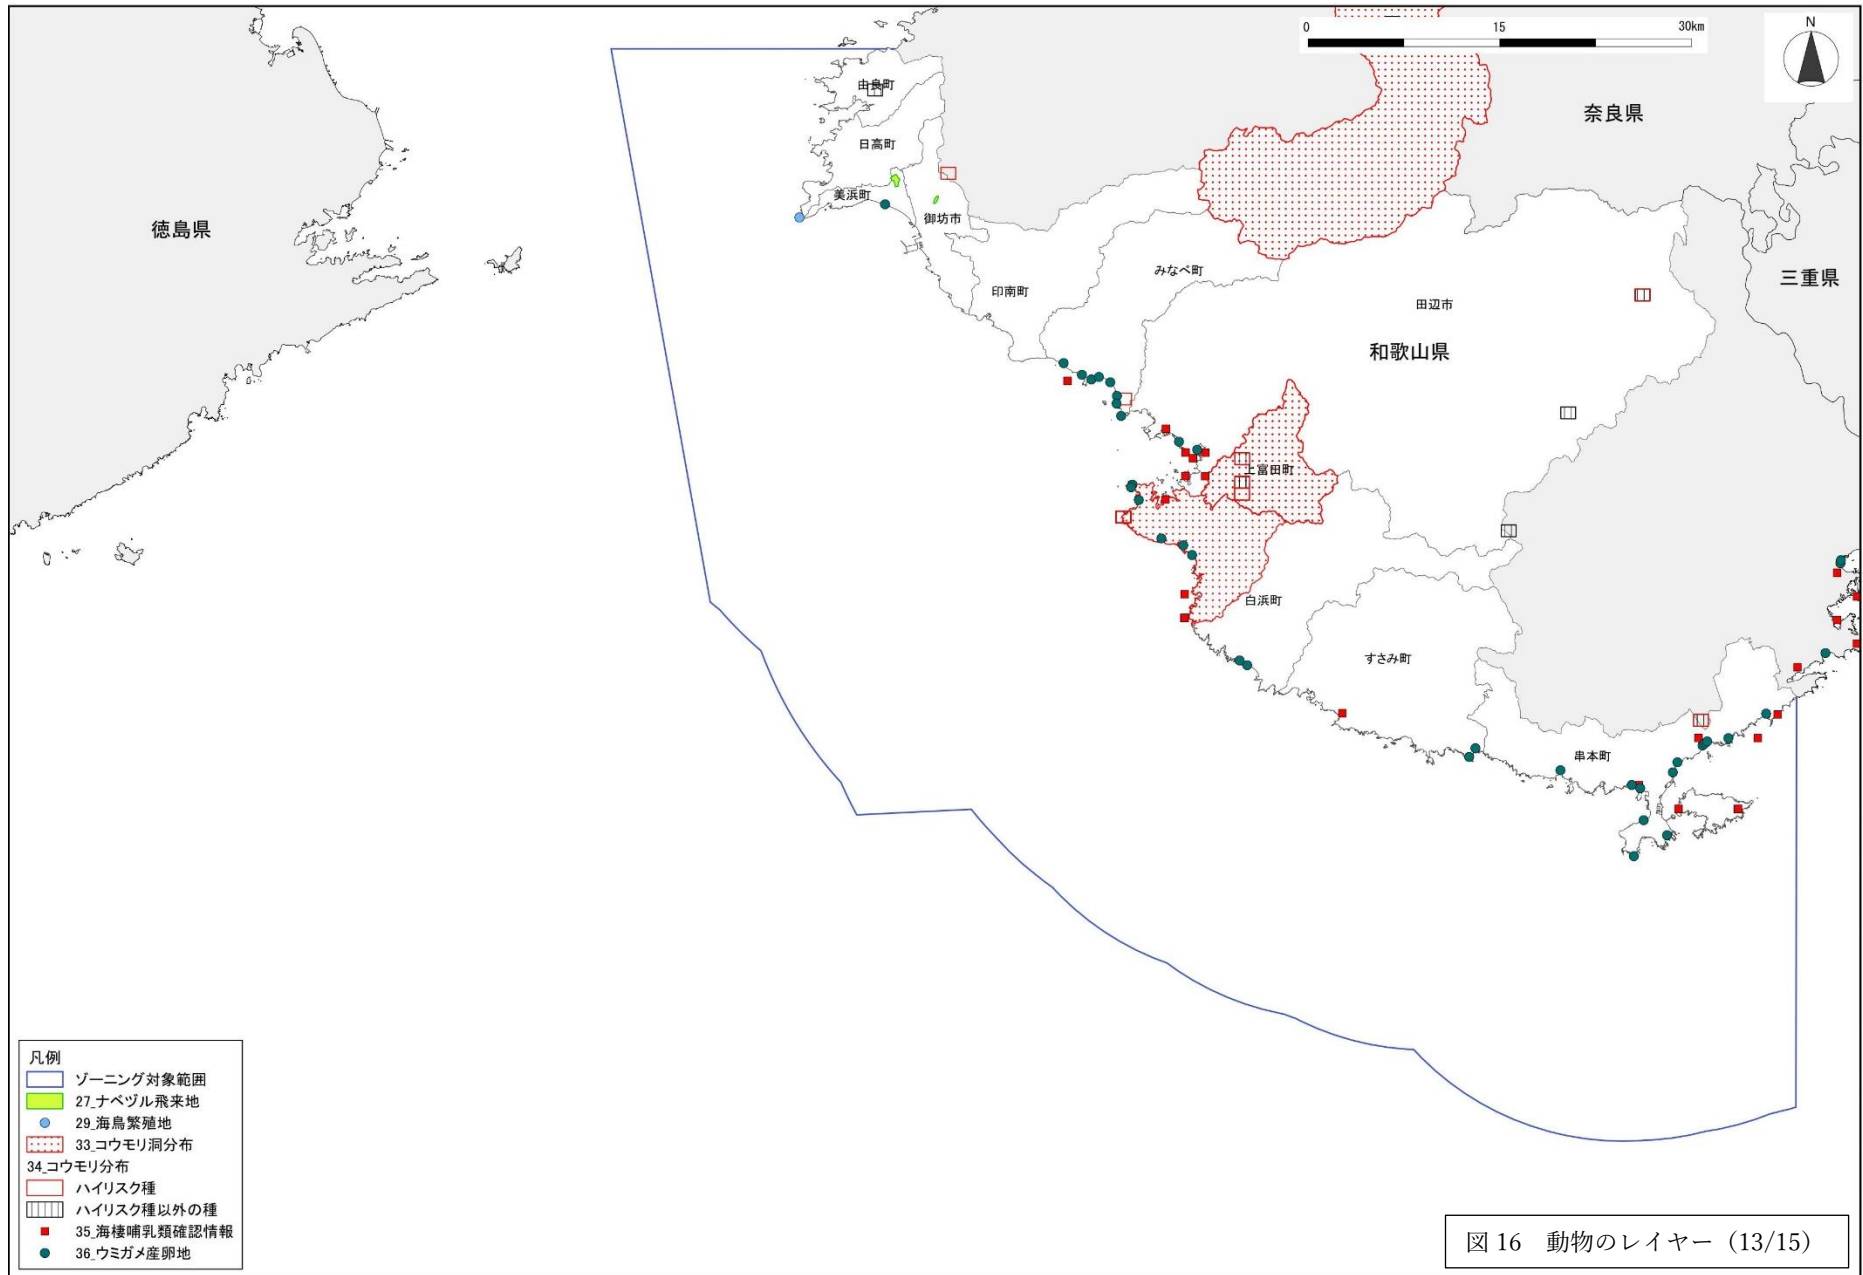 0 15 30km
N
由良町
奈良県
日高町
美浜町
徳島県
御坊市
みなべ町
三重県
印南町
田辺市
和歌山県
上富田町
白浜町
すさみ町
串本町
凡例
ゾーニング対象範囲
27_ナベヅル飛来地
29_海鳥繁殖地
33_コウモリ洞分布
34_コウモリ分布
ハイリスク種
ハイリスク種以外の種
35_海棲哺乳類確認情報
36_ウミガメ産卵地
図 16 動物のレイヤー（13/15）